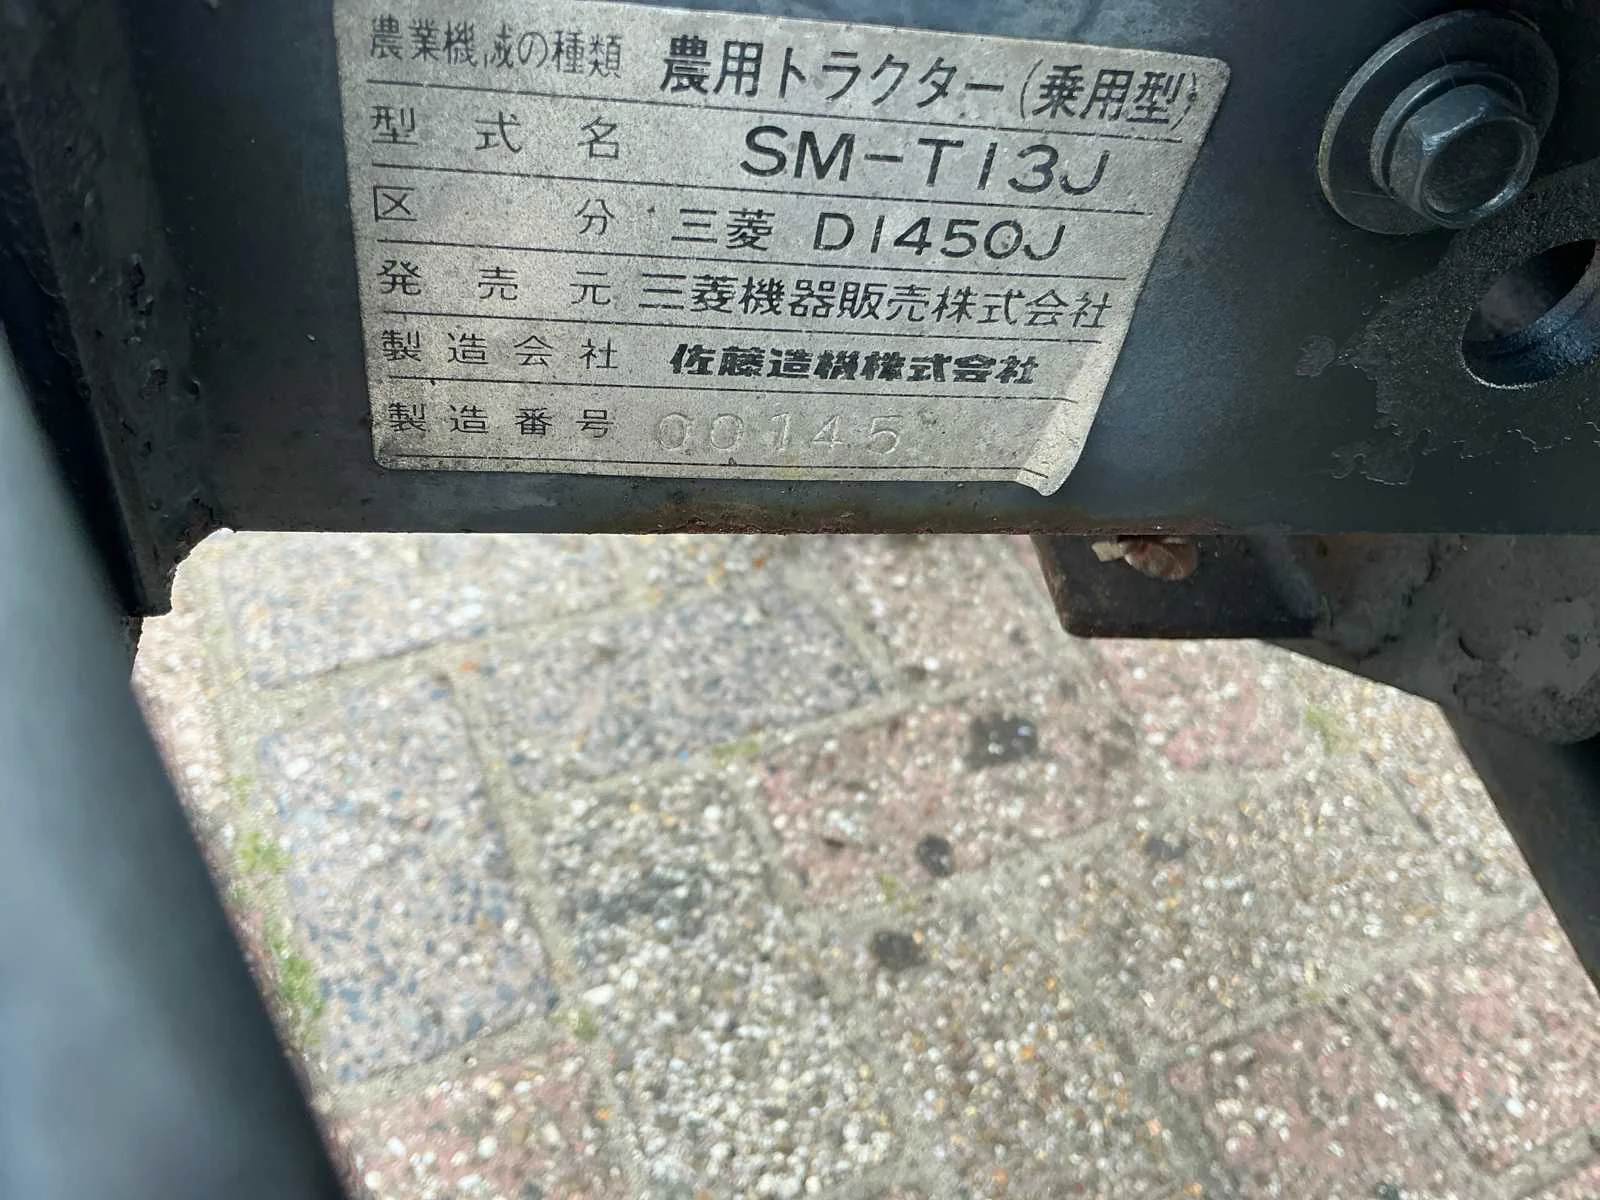 農業機械の種類 農用トラクター(乗用型)
型式名 SM-T13J
区分 三菱 D1450J
発売元 三菱機器販売株式会社
製造会社 佐藤造機株式会社
製造番号 00145